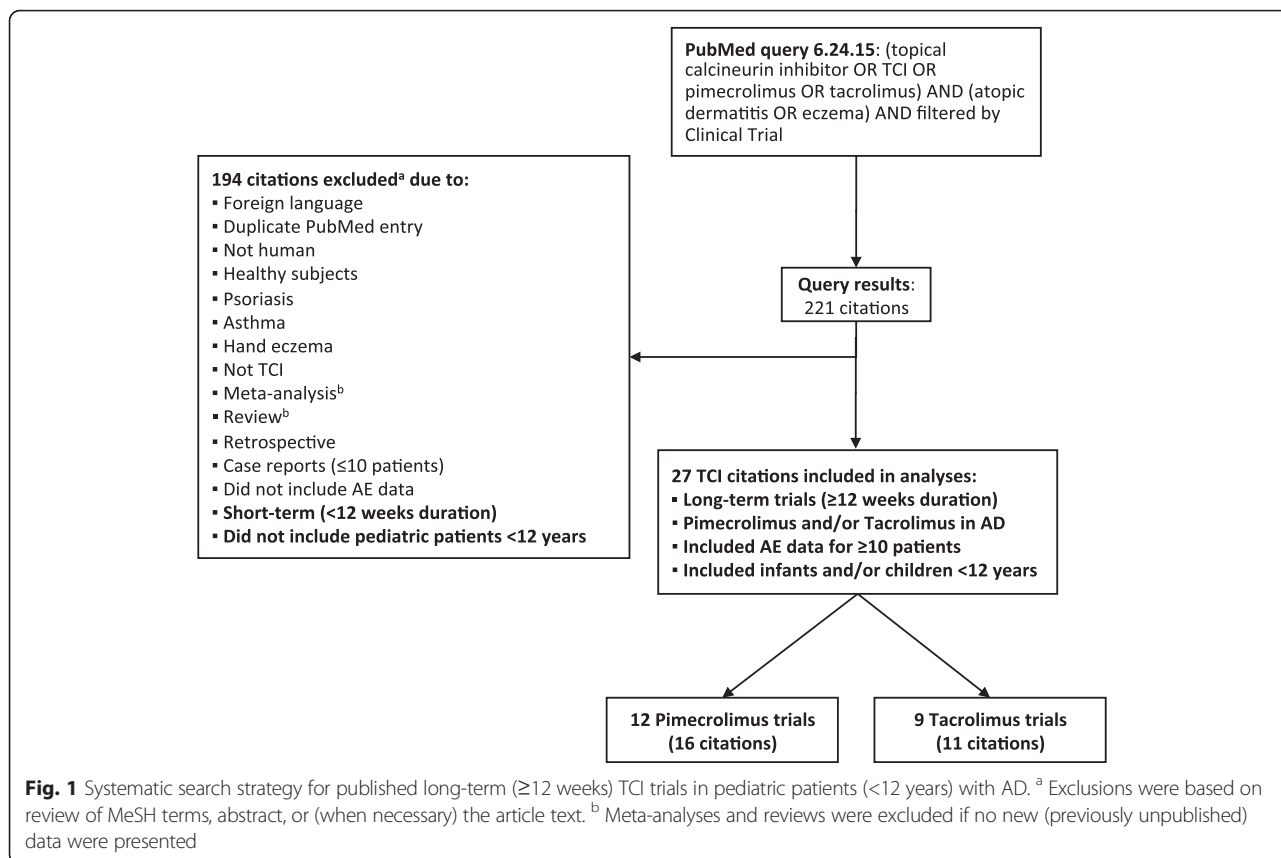 PubMed query 6.24.15: (topical
calcineurin inhibitor OR TCI OR
pimecrolimus OR tacrolimus) AND (atopic
dermatitis OR eczema) AND filtered by
Clinical Trial
194 citations excludedᵃ due to:
▪ Foreign language
▪ Duplicate PubMed entry
▪ Not human
▪ Healthy subjects
▪ Psoriasis
▪ Asthma
▪ Hand eczema
▪ Not TCI
▪ Meta-analysisᵇ
▪ Reviewᵇ
▪ Retrospective
▪ Case reports (≤10 patients)
▪ Did not include AE data
▪ Short-term (<12 weeks duration)
▪ Did not include pediatric patients <12 years
Query results:
221 citations
27 TCI citations included in analyses:
▪ Long-term trials (≥12 weeks duration)
▪ Pimecrolimus and/or Tacrolimus in AD
▪ Included AE data for ≥10 patients
▪ Included infants and/or children <12 years
12 Pimecrolimus trials
(16 citations)
9 Tacrolimus trials
(11 citations)
Fig. 1 Systematic search strategy for published long-term (≥12 weeks) TCI trials in pediatric patients (<12 years) with AD. ᵃ Exclusions were based on
review of MeSH terms, abstract, or (when necessary) the article text. ᵇ Meta-analyses and reviews were excluded if no new (previously unpublished)
data were presented